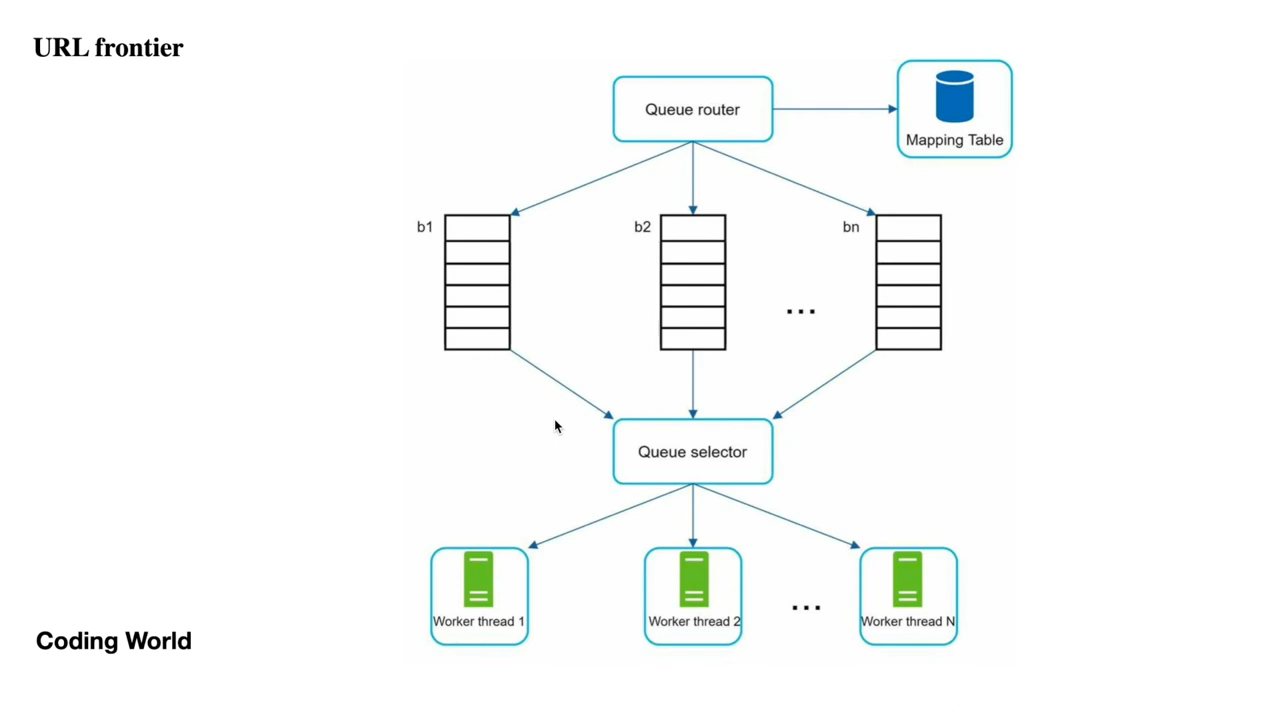 URL frontier
Queue router
Mapping Table
b1
b2
bn
...
Queue selector
Worker thread 1
Worker thread 2
...
Worker thread N
Coding World